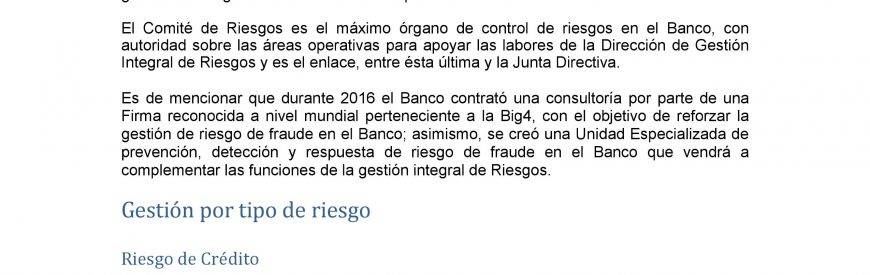 El Comité de Riesgos es el máximo órgano de control de riesgos en el Banco, con
autoridad sobre las áreas operativas para apoyar las labores de la Dirección de Gestión
Integral de Riesgos y es el enlace, entre ésta última y la Junta Directiva.
Es de mencionar que durante 2016 el Banco contrató una consultoría por parte de una
Firma reconocida a nivel mundial perteneciente a la Big4, con el objetivo de reforzar la
gestión de riesgo de fraude en el Banco; asimismo, se creó una Unidad Especializada de
prevención, detección y respuesta de riesgo de fraude en el Banco que vendrá a
complementar las funciones de la gestión integral de Riesgos.
Gestión por tipo de riesgo
Riesgo de Crédito